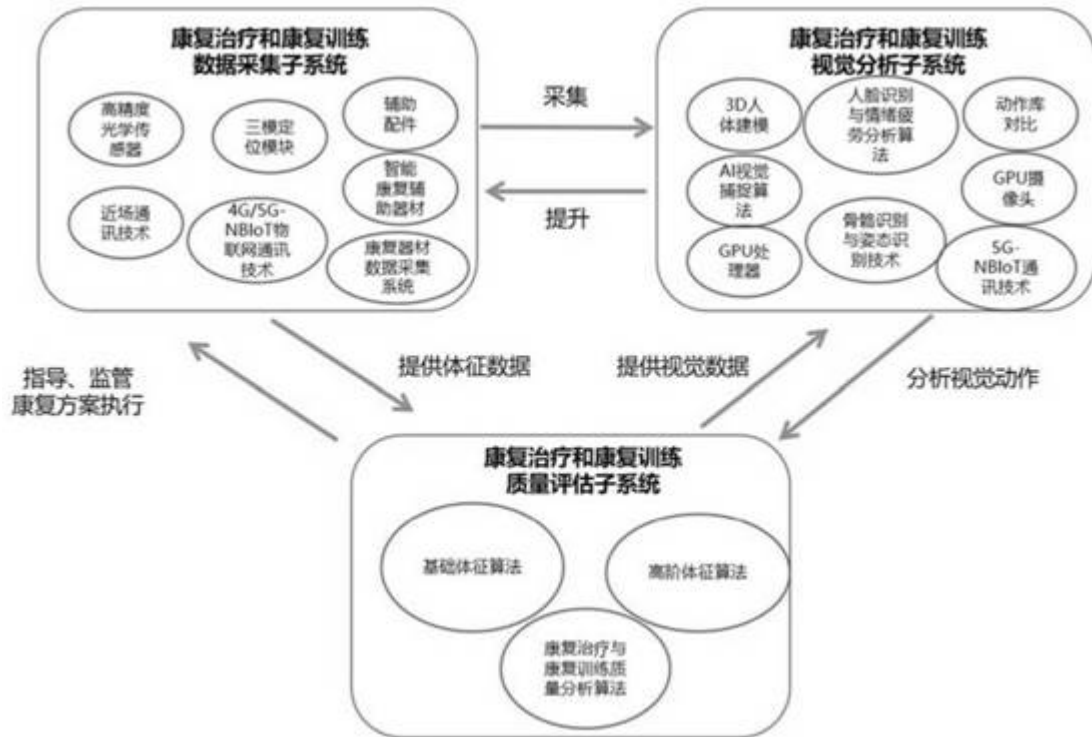 康复治疗和康复训练
数据采集子系统
高精度
光学传
感器
三模定
位模块
辅助
配件
智能
康复辅
助器材
近场通
讯技术
4G/5G-
NBIoT物
联网通讯
技术
康复器材
数据采集
系统
采集
提升
康复治疗和康复训练
视觉分析子系统
3D人
体建模
人脸识别
与情绪疲
劳分析算
法
动作库
对比
AI视觉
捕捉算
法
GPU摄
像头
GPU处
理器
骨骼识别
与姿态识
别技术
5G-
NBIoT通
讯技术
指导、监管
康复方案执行
提供体征数据
提供视觉数据
分析视觉动作
康复治疗和康复训练
质量评估子系统
基础体征算法
高阶体征算法
康复治疗与
康复训练质
量分析算法